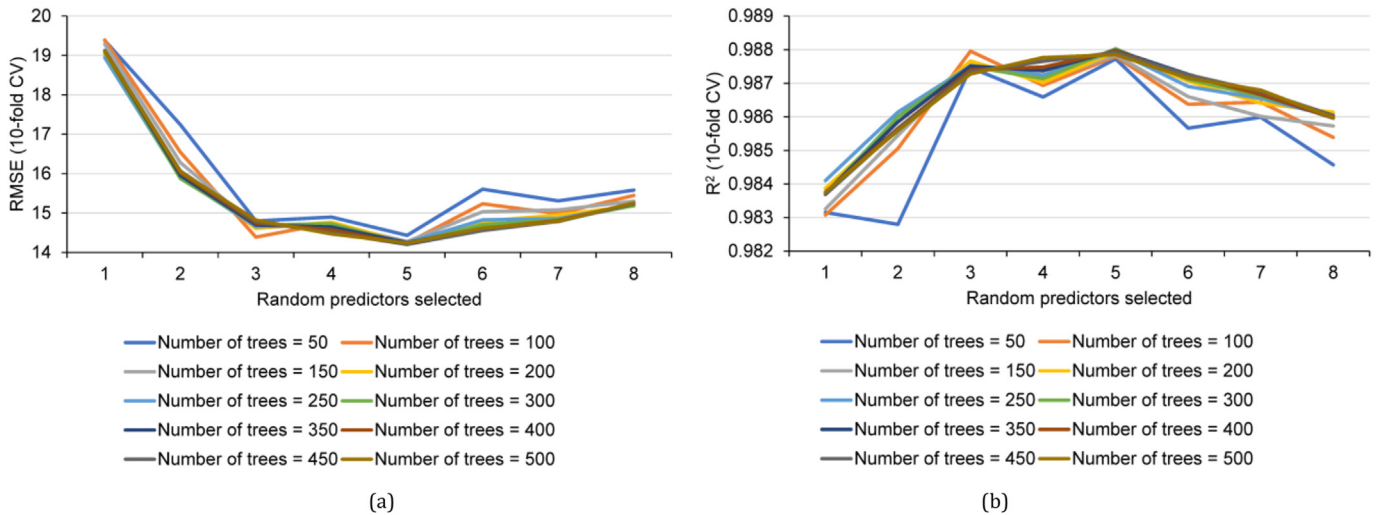 20
19
18
17
16
15
14
RMSE (10-fold CV)
1 2 3 4 5 6 7 8
Random predictors selected
Number of trees = 50 Number of trees = 100
Number of trees = 150 Number of trees = 200
Number of trees = 250 Number of trees = 300
Number of trees = 350 Number of trees = 400
Number of trees = 450 Number of trees = 500
(a)
0.989
0.988
0.987
0.986
0.985
0.984
0.983
0.982
R² (10-fold CV)
1 2 3 4 5 6 7 8
Random predictors selected
Number of trees = 50 Number of trees = 100
Number of trees = 150 Number of trees = 200
Number of trees = 250 Number of trees = 300
Number of trees = 350 Number of trees = 400
Number of trees = 450 Number of trees = 500
(b)